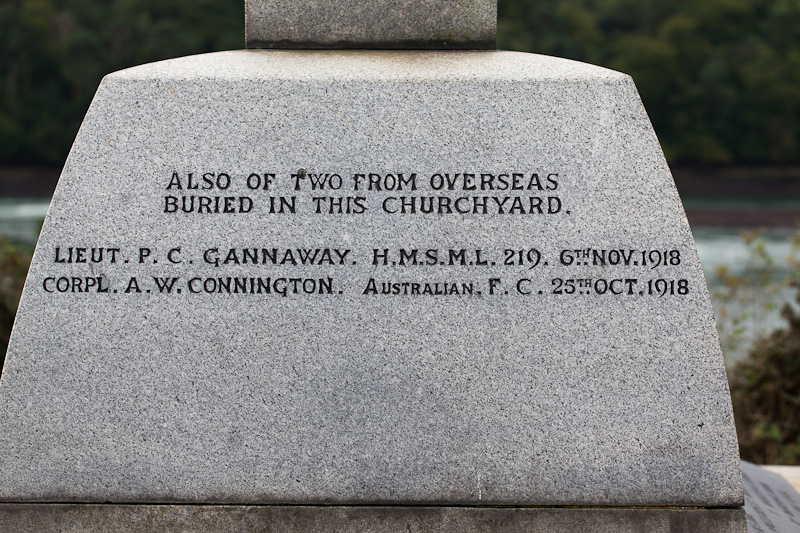 ALSO OF TWO FROM OVERSEAS
BURIED IN THIS CHURCHYARD.
LIEUT. P. C. GANNAWAY. H.M.S.M.L. 219. 6TH NOV. 1918
CORPL. A. W. CONNINGTON. AUSTRALIAN. F. C. 25TH OCT. 1918